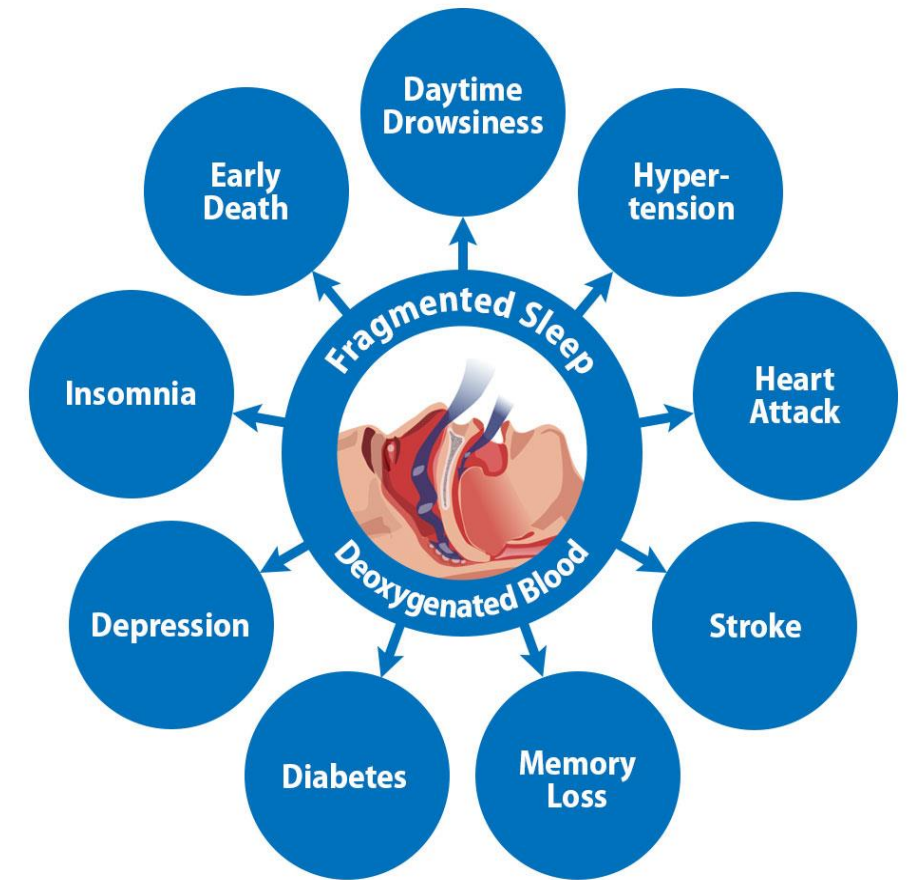 Daytime
Drowsiness
Hyper-
tension
Heart
Attack
Stroke
Memory
Loss
Diabetes
Depression
Insomnia
Early
Death
Fragmented Sleep
Deoxygenated Blood